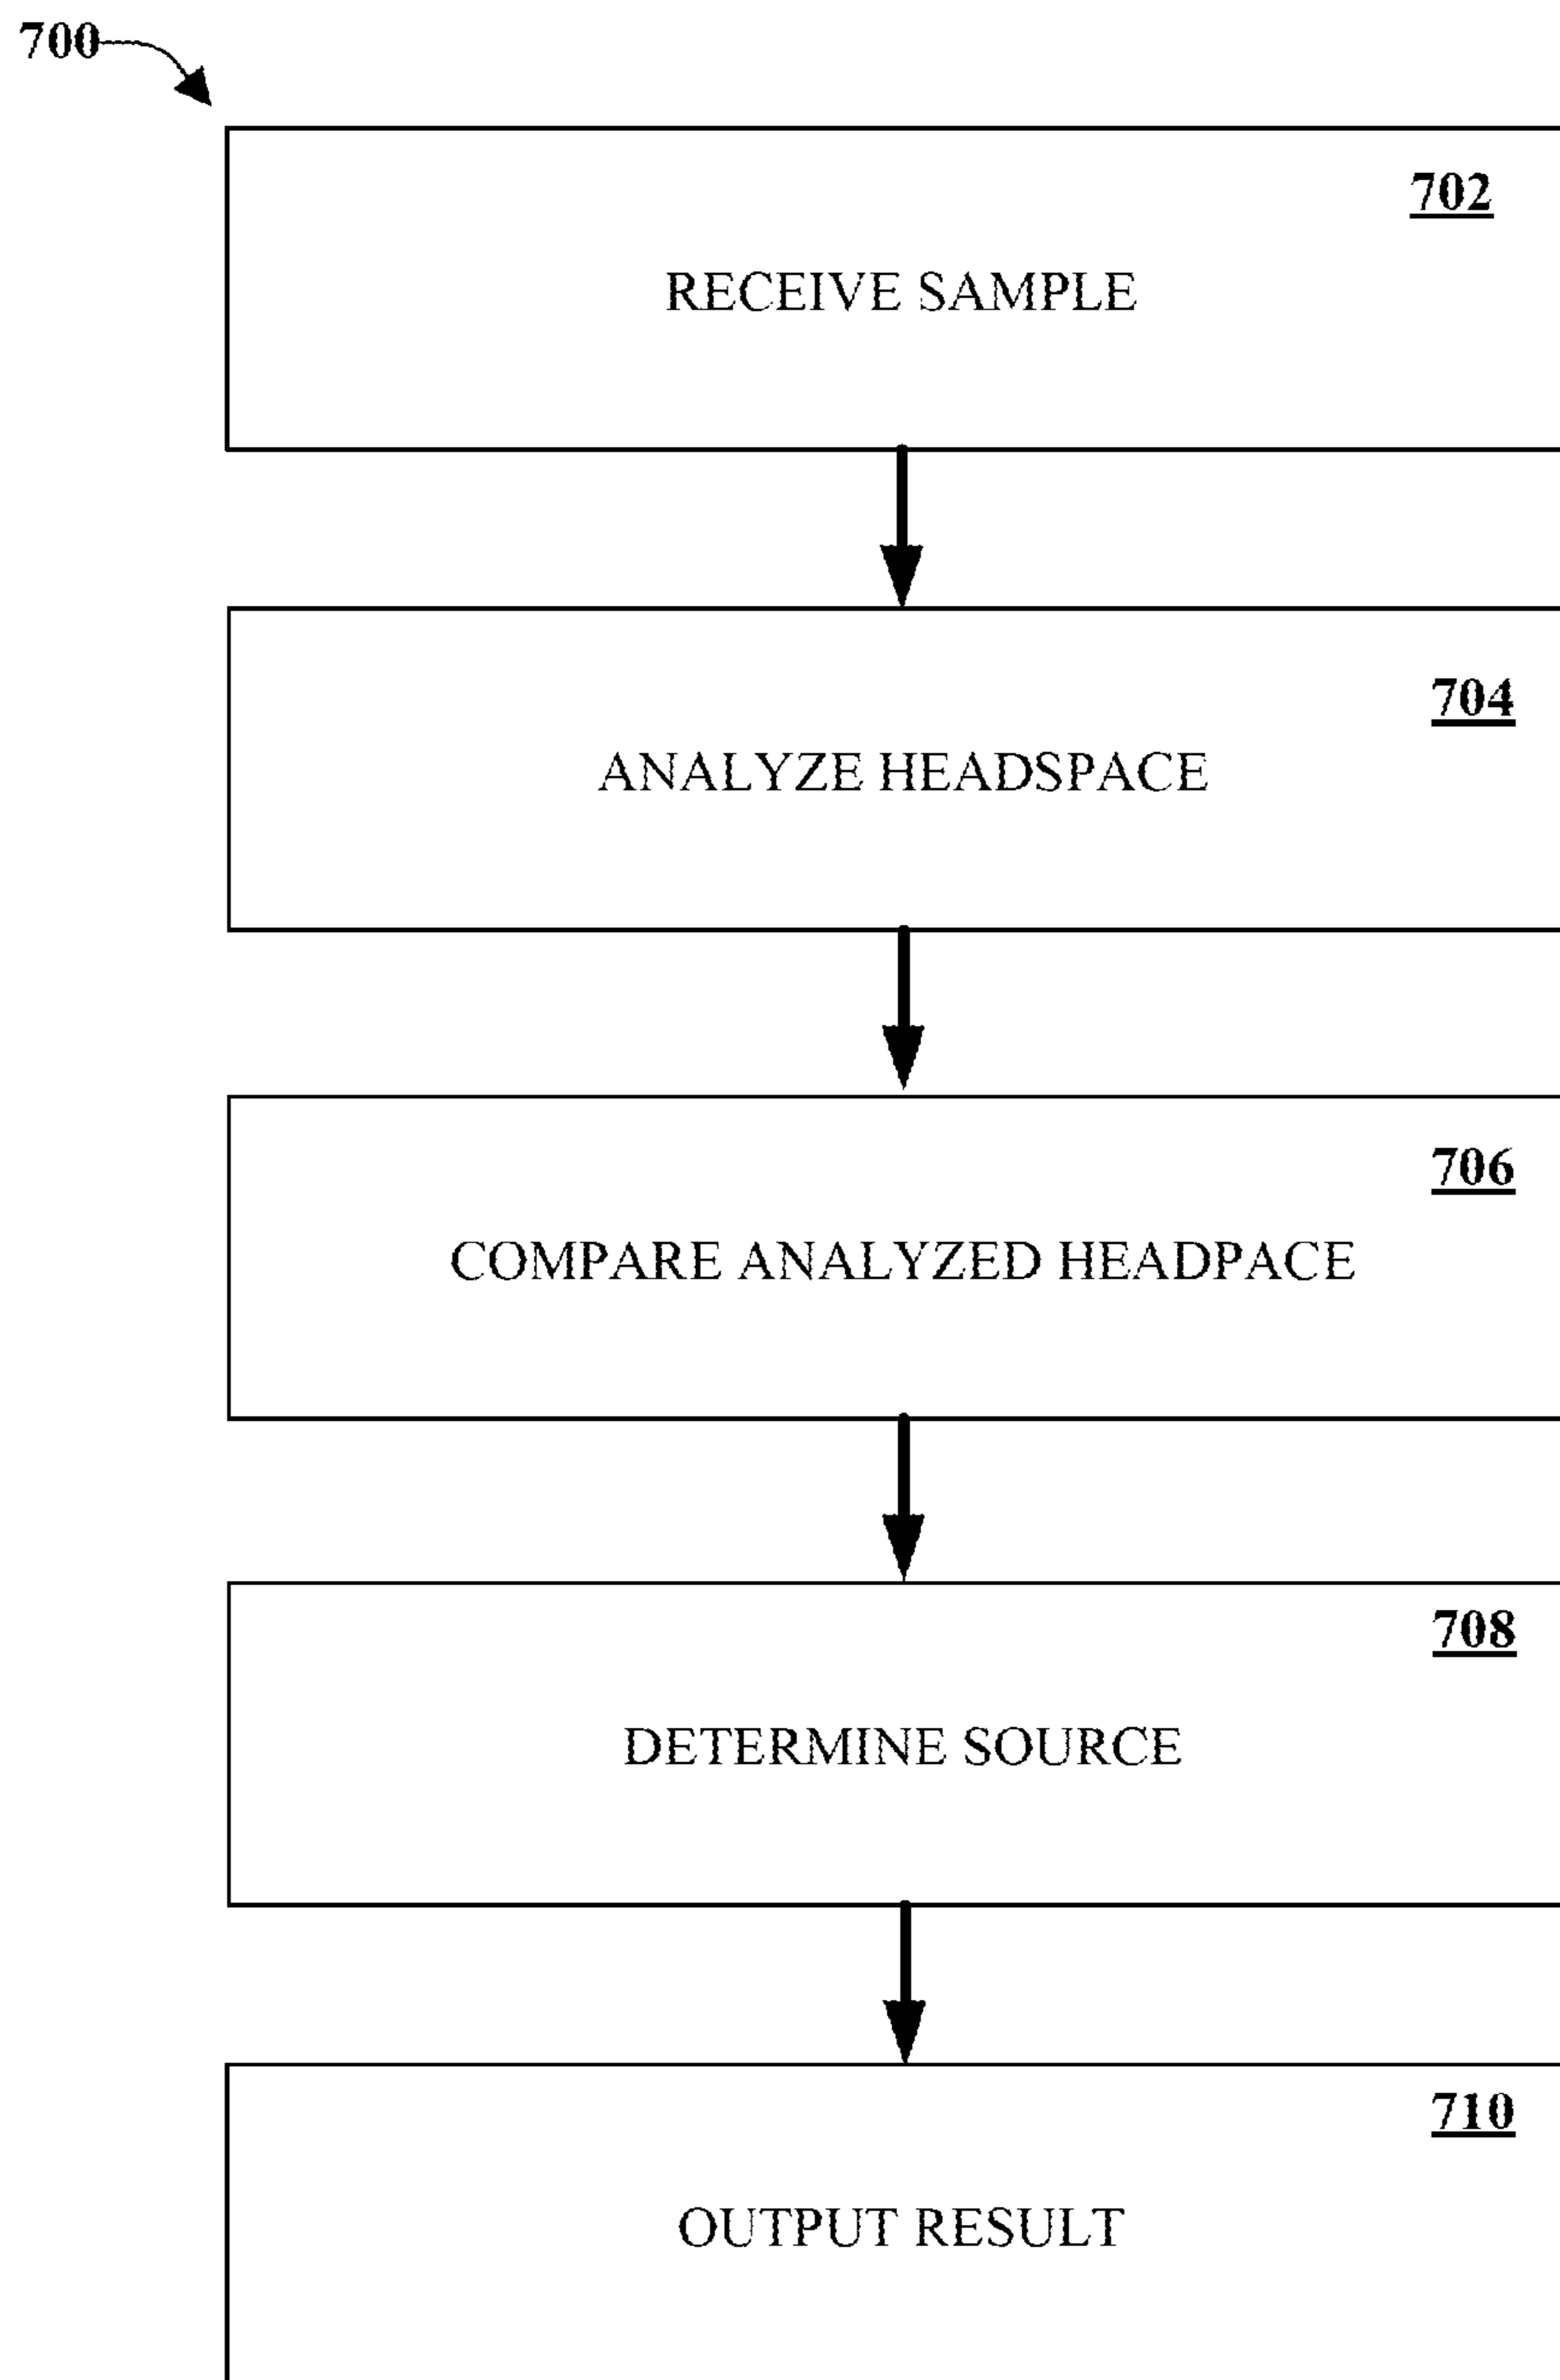 700
702
RECEIVE SAMPLE
704
ANALYZE HEADSPACE
706
COMPARE ANALYZED HEADPACE
708
DETERMINE SOURCE
710
OUTPUT RESULT